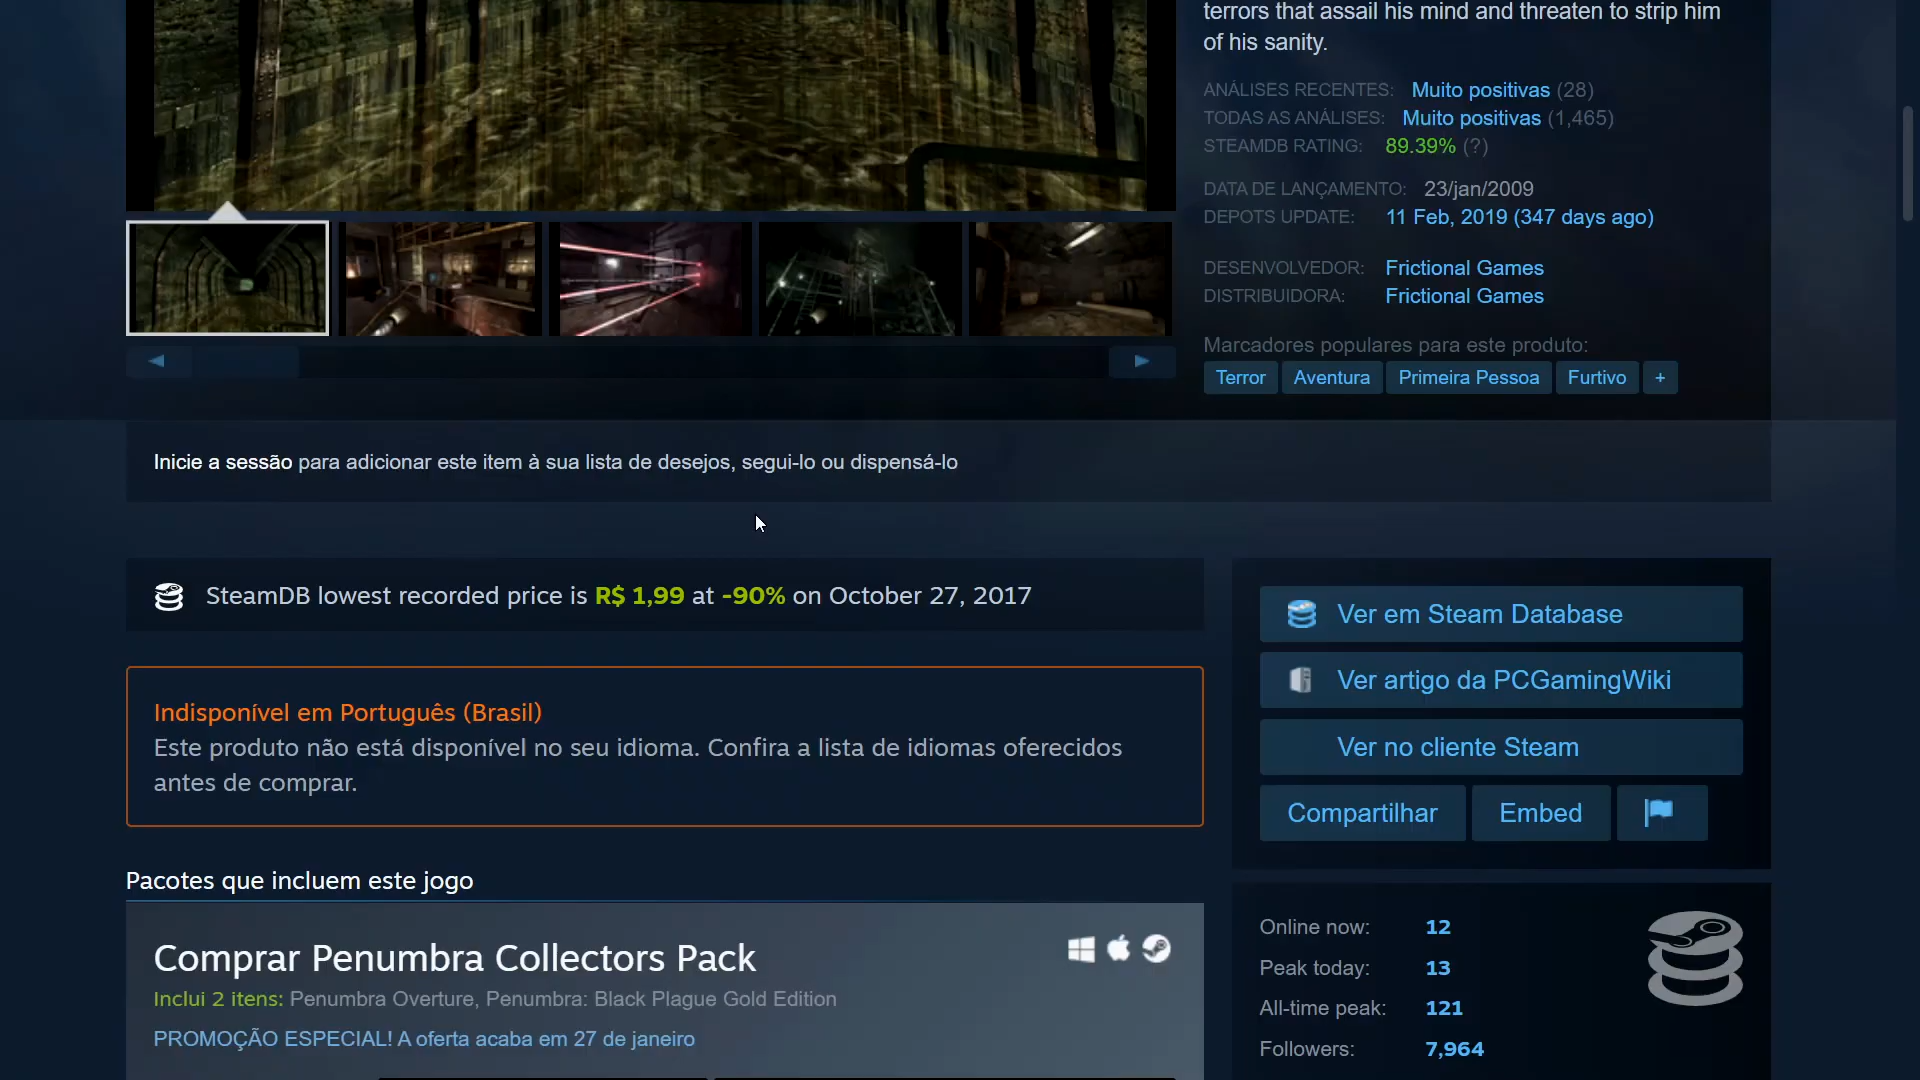 terrors that assail his mind and threaten to strip him
of his sanity.
ANÁLISES RECENTES: Muito positivas (28)
TODAS AS ANÁLISES: Muito positivas (1,465)
STEAMDB RATING: 89.39% (?)
DATA DE LANÇAMENTO: 23/jan/2009
DEPOTS UPDATE: 11 Feb, 2019 (347 days ago)
DESENVOLVEDOR: Frictional Games
DISTRIBUIDORA: Frictional Games
Marcadores populares para este produto:
Terror Aventura Primeira Pessoa Furtivo +
Inicie a sessão para adicionar este item à sua lista de desejos, segui-lo ou dispensá-lo
SteamDB lowest recorded price is R$ 1,99 at -90% on October 27, 2017
Indisponível em Português (Brasil)
Este produto não está disponível no seu idioma. Confira a lista de idiomas oferecidos
antes de comprar.
Pacotes que incluem este jogo
Comprar Penumbra Collectors Pack
Inclui 2 itens: Penumbra Overture, Penumbra: Black Plague Gold Edition
PROMOÇÃO ESPECIAL! A oferta acaba em 27 de janeiro
Ver em Steam Database
Ver artigo da PCGamingWiki
Ver no cliente Steam
Compartilhar Embed
Online now: 12
Peak today: 13
All-time peak: 121
Followers: 7,964